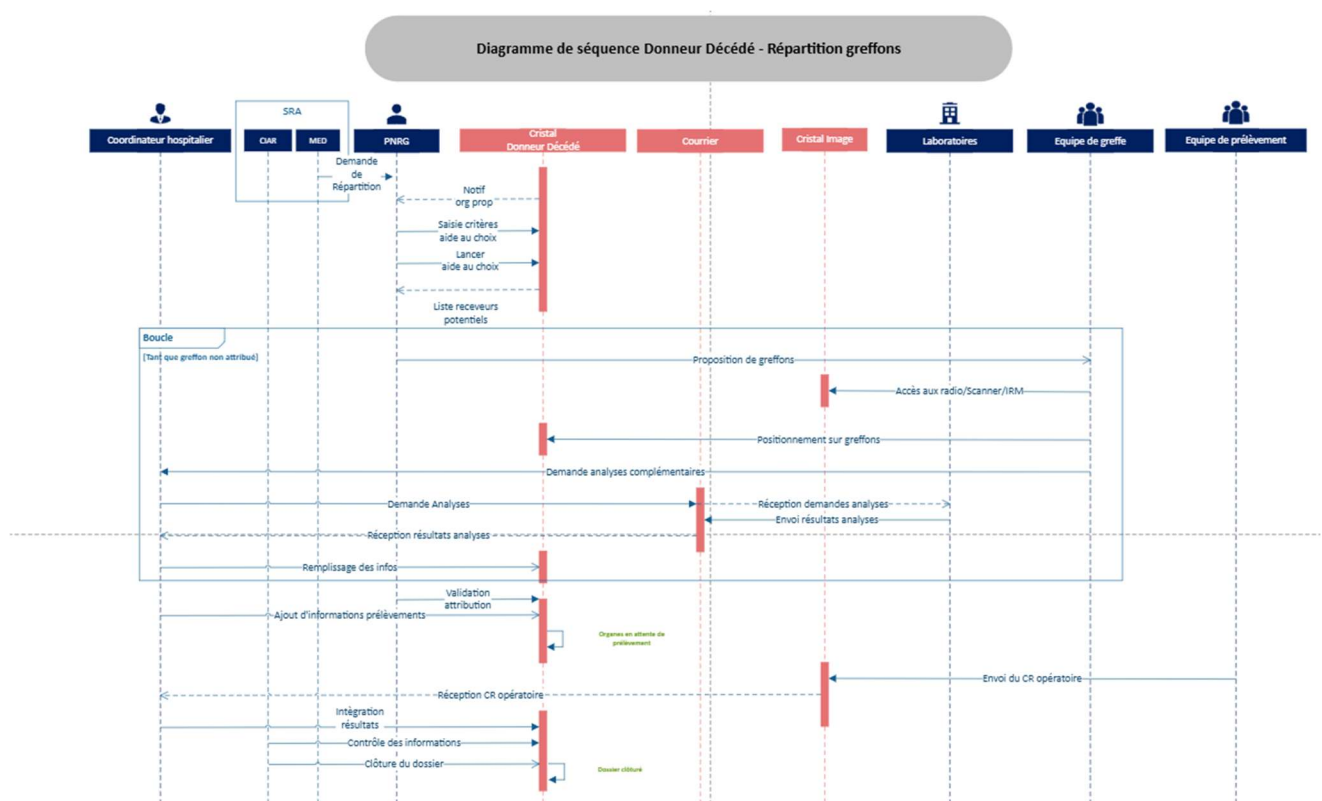 Diagramme de séquence Donneur Décédé - Répartition greffons
SRA
Coordinateur hospitalier
CIAR
MED
PNRG
Cristal
Donneur Décédé
Courrier
Cristal Image
Laboratoires
Equipe de greffe
Equipe de prélèvement
Demande
de
Répartition
Notif
org prop
Saisie critères
aide au choix
Lancer
aide au choix
Liste receveurs
potentiels
Boucle
[Tant que greffon non attribué]
Proposition de greffons
Accès aux radio/Scanner/IRM
Positionnement sur greffons
Demande analyses complémentaires
Demande Analyses
Réception demandes analyses
Envoi résultats analyses
Réception résultats analyses
Remplissage des infos
Validation
attribution
Ajout d'informations prélèvements
Organes en attente de
prélèvement
Envoi du CR opératoire
Réception CR opératoire
Intègration
résultats
Contrôle des informations
Clôture du dossier
Dossier clôturé